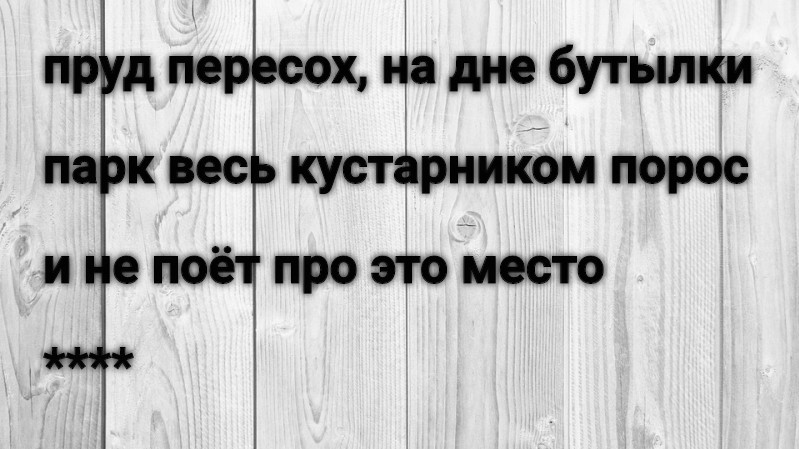 пруд пересох, на дне бутылки
парк весь кустарником порос
и не поёт про это место
****